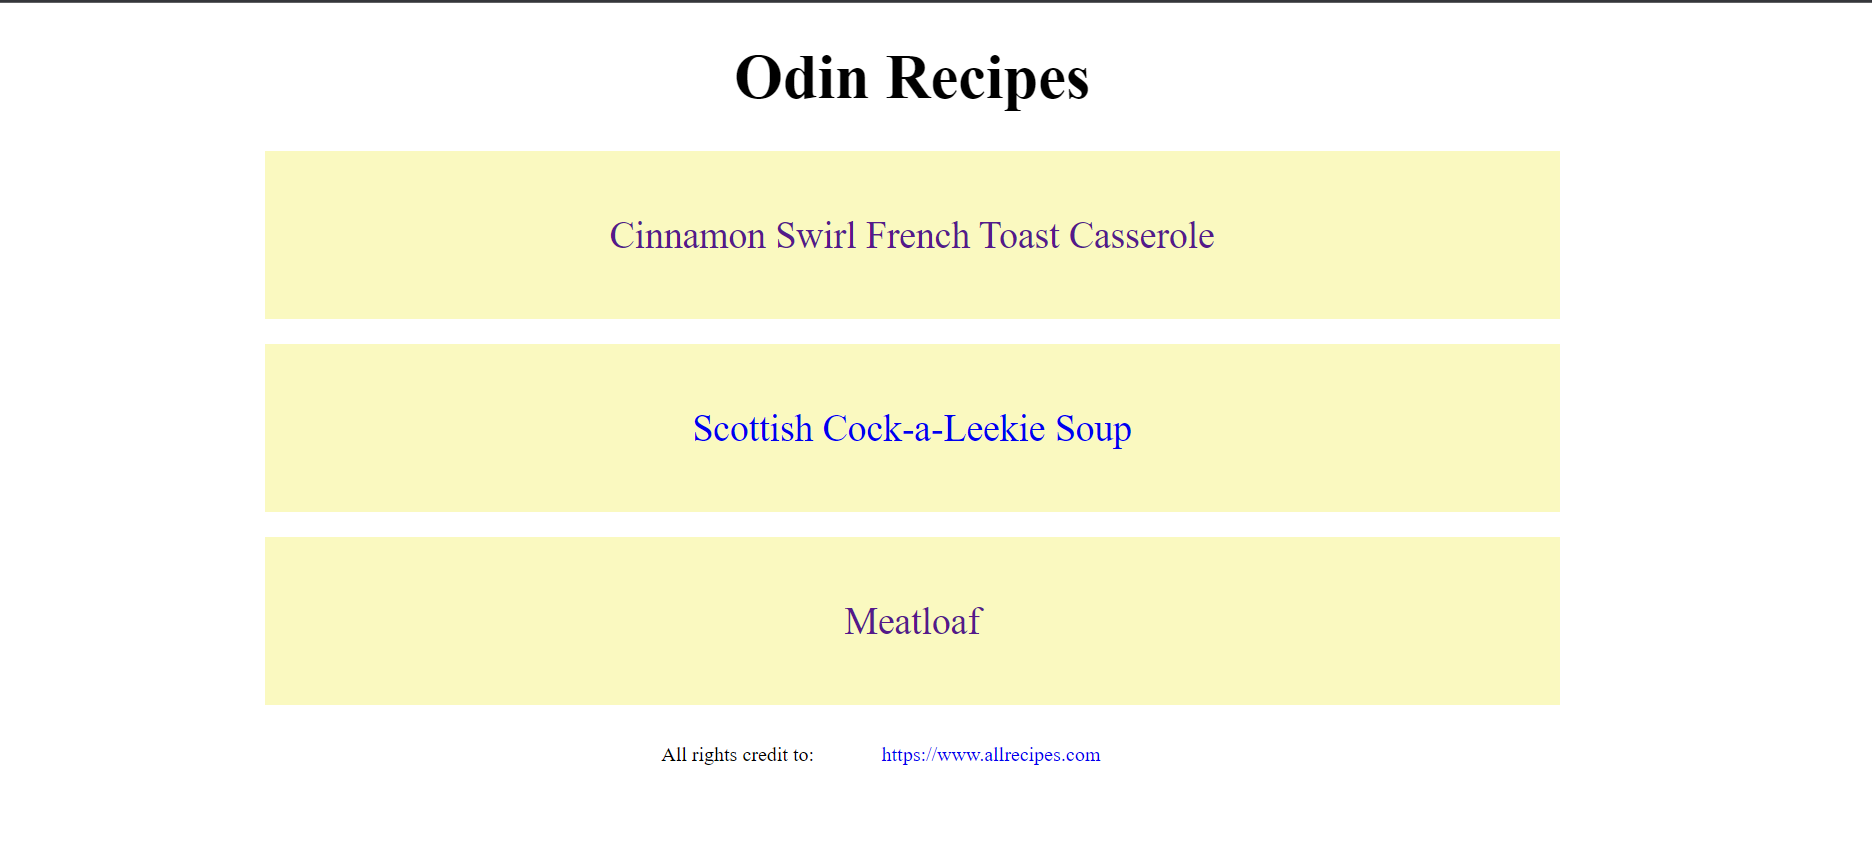 Odin Recipes
Cinnamon Swirl French Toast Casserole
Scottish Cock-a-Leekie Soup
Meatloaf
All rights credit to: https://www.allrecipes.com